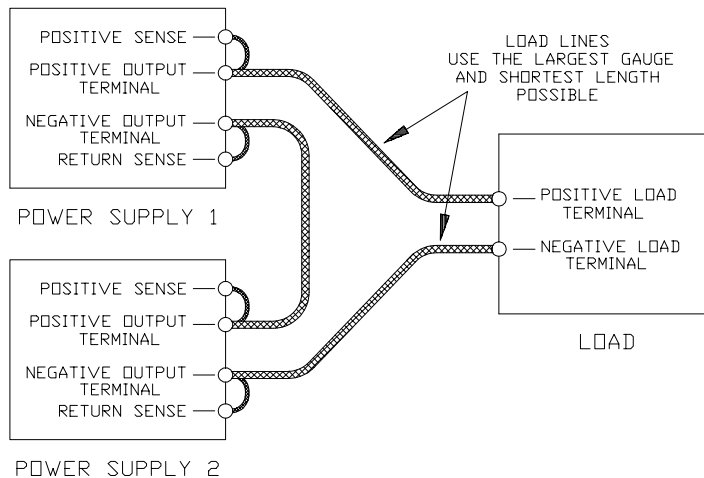 POSITIVE SENSE
POSITIVE OUTPUT
TERMINAL
NEGATIVE OUTPUT
TERMINAL
RETURN SENSE
POWER SUPPLY 1
LOAD LINES
USE THE LARGEST GAUGE
AND SHORTEST LENGTH
POSSIBLE
POSITIVE LOAD
TERMINAL
NEGATIVE LOAD
TERMINAL
LOAD
POSITIVE SENSE
POSITIVE OUTPUT
TERMINAL
NEGATIVE OUTPUT
TERMINAL
RETURN SENSE
POWER SUPPLY 2